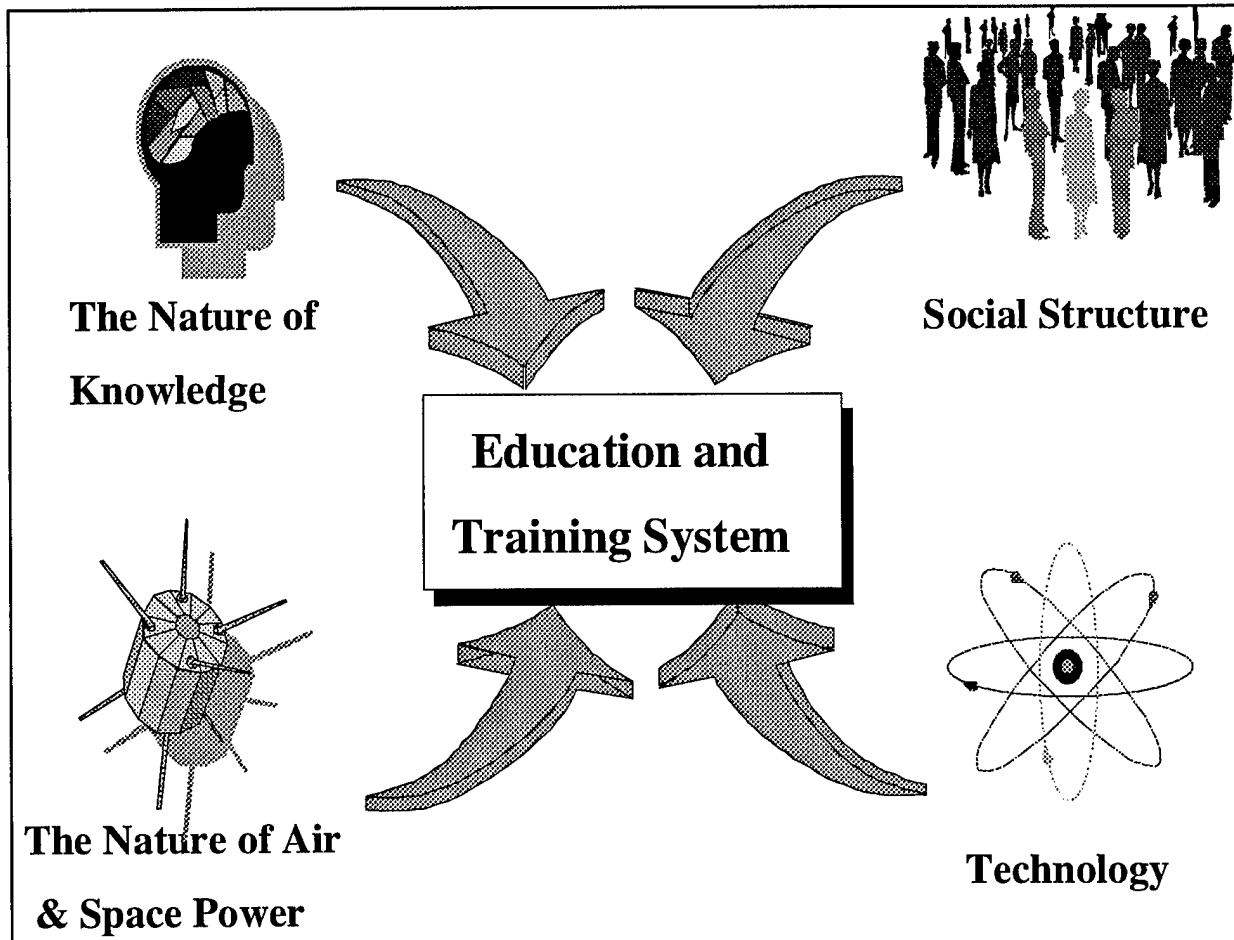 The Nature of
Knowledge
Social Structure
Education and
Training System
The Nature of Air
& Space Power
Technology